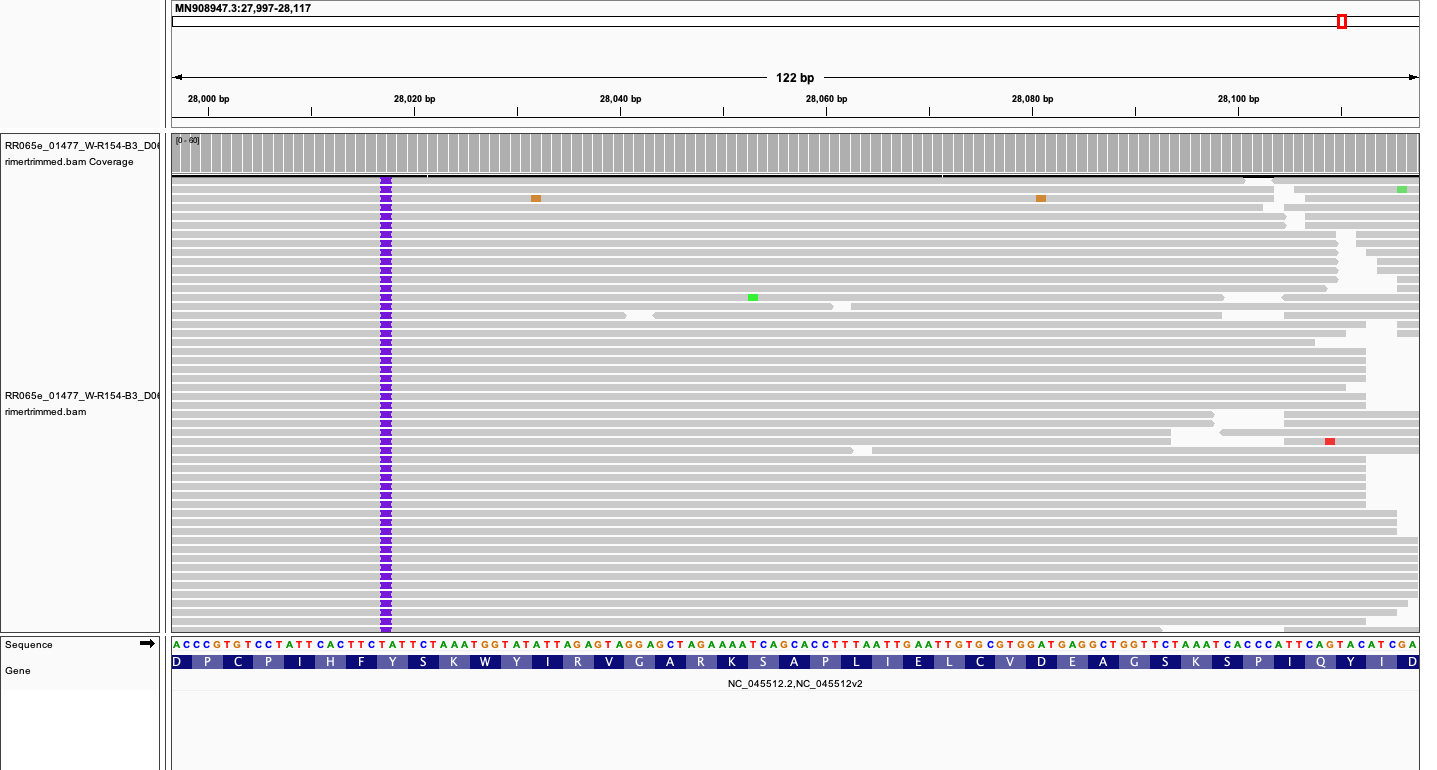 MN908947.3:27,997-28,117
122 bp
28,000 bp 28,020 bp 28,040 bp 28,060 bp 28,080 bp 28,100 bp
RR065e_01477_W-R154-B3_D0
rimertrimmed.bam Coverage
[0 - 60]
RR065e_01477_W-R154-B3_D0
rimertrimmed.bam
Sequence
ACCCGTGTCCTATTCACTTCTATTCTAAATGGTATATTAGAGTAGGAGCTAGAAAATCAGCACCTTTAATTGAATTGTGCGTGGATGAGGCTGGTTCTAAATCACCCATTCAGTACATCGA
Gene
D P C P I H F Y S K W Y I R V G A R K S A P L I E L C V D E A G S K S P I Q Y I D
NC_045512.2,NC_045512v2